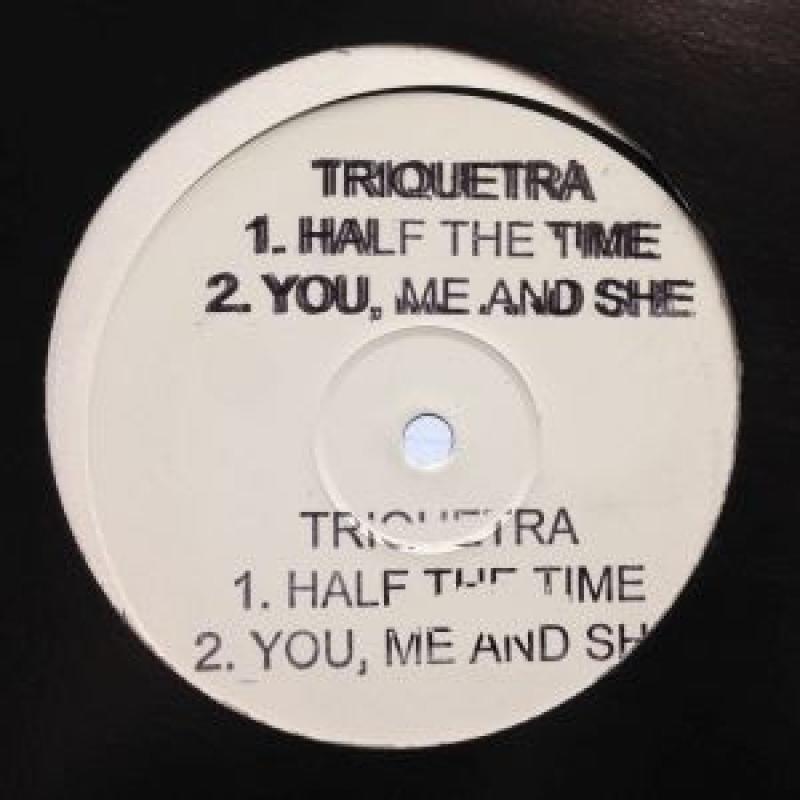 TRIQUETRA
1. HALF THE TIME
2. YOU, ME AND SHE
TRIQUETRA
1. HALF THE TIME
2. YOU, ME AND SH